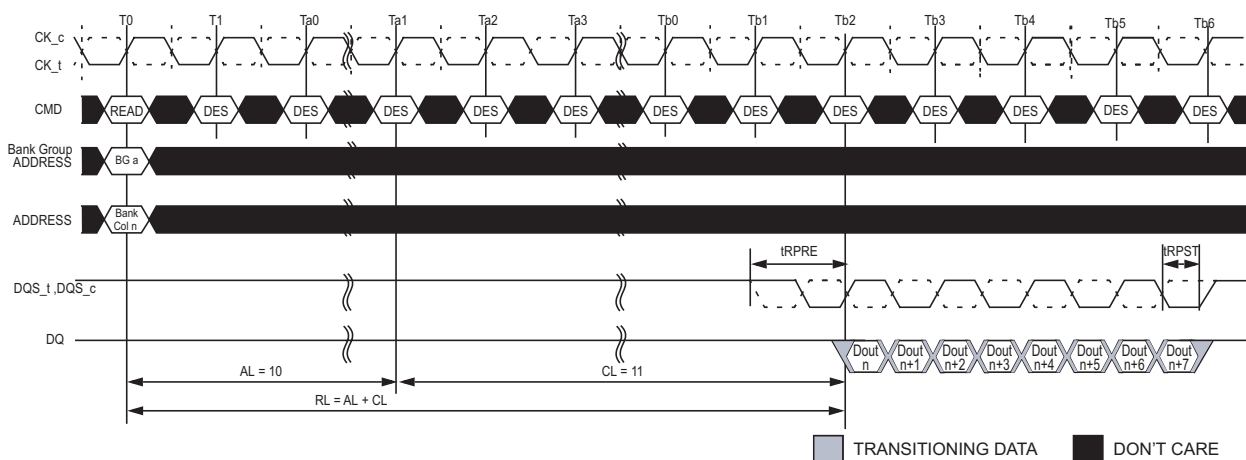 T0 T1 Ta0 Ta1 Ta2 Ta3 Tb0 Tb1 Tb2 Tb3 Tb4 Tb5 Tb6
CK_c
CK_t
CMD READ DES DES DES DES DES DES DES DES DES DES DES DES
Bank Group
ADDRESS BG a
ADDRESS Bank
Col n
tRPRE tRPST
DQS_t ,DQS_c
DQ Dout Dout Dout Dout Dout Dout Dout Dout
n n+1 n+2 n+3 n+4 n+5 n+6 n+7
AL = 10 CL = 11
RL = AL + CL
TRANSITIONING DATA DON'T CARE